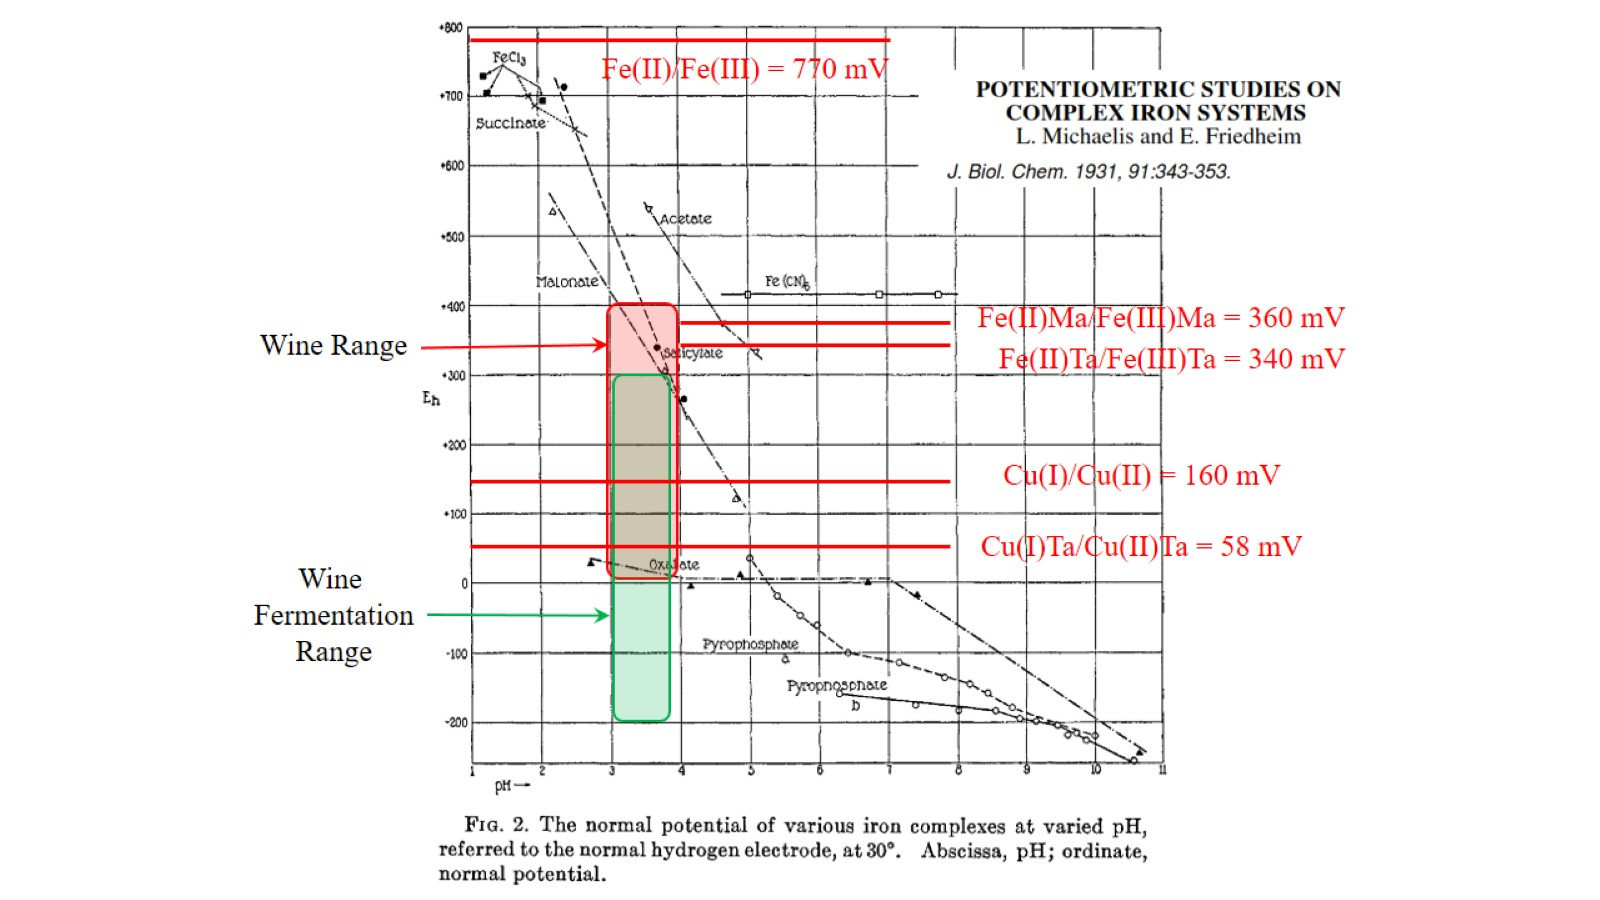 +800
FeCl₃
Fe(II)/Fe(III) = 770 mV
POTENTIOMETRIC STUDIES ON
COMPLEX IRON SYSTEMS
L. Michaelis and E. Friedheim
J. Biol. Chem. 1931, 91:343-353.
+700
Succinate
+600
Acetate
+500
Malonate
Fe (CN)₆
+400
Fe(II)Ma/Fe(III)Ma = 360 mV
Wine Range
Salicylate
Fe(II)Ta/Fe(III)Ta = 340 mV
+300
Eh
+200
Cu(I)/Cu(II) = 160 mV
+100
Cu(I)Ta/Cu(II)Ta = 58 mV
Oxalate
0
Wine
Fermentation
Range
Pyrophosphate
a
-100
Pyrophosphate
b
-200
1 2 3 4 5 6 7 8 9 10 11
pH→
FIG. 2. The normal potential of various iron complexes at varied pH,
referred to the normal hydrogen electrode, at 30°. Abscissa, pH; ordinate,
normal potential.